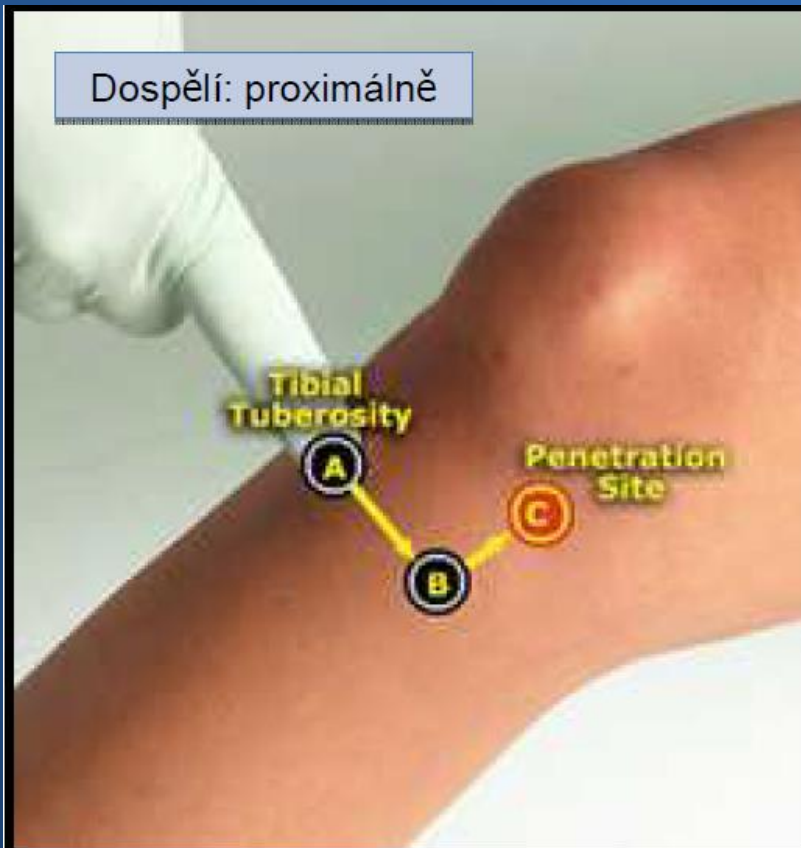 Dospělí: proximálně
Tibial
Tuberosity
A
Penetration
Site
C
B